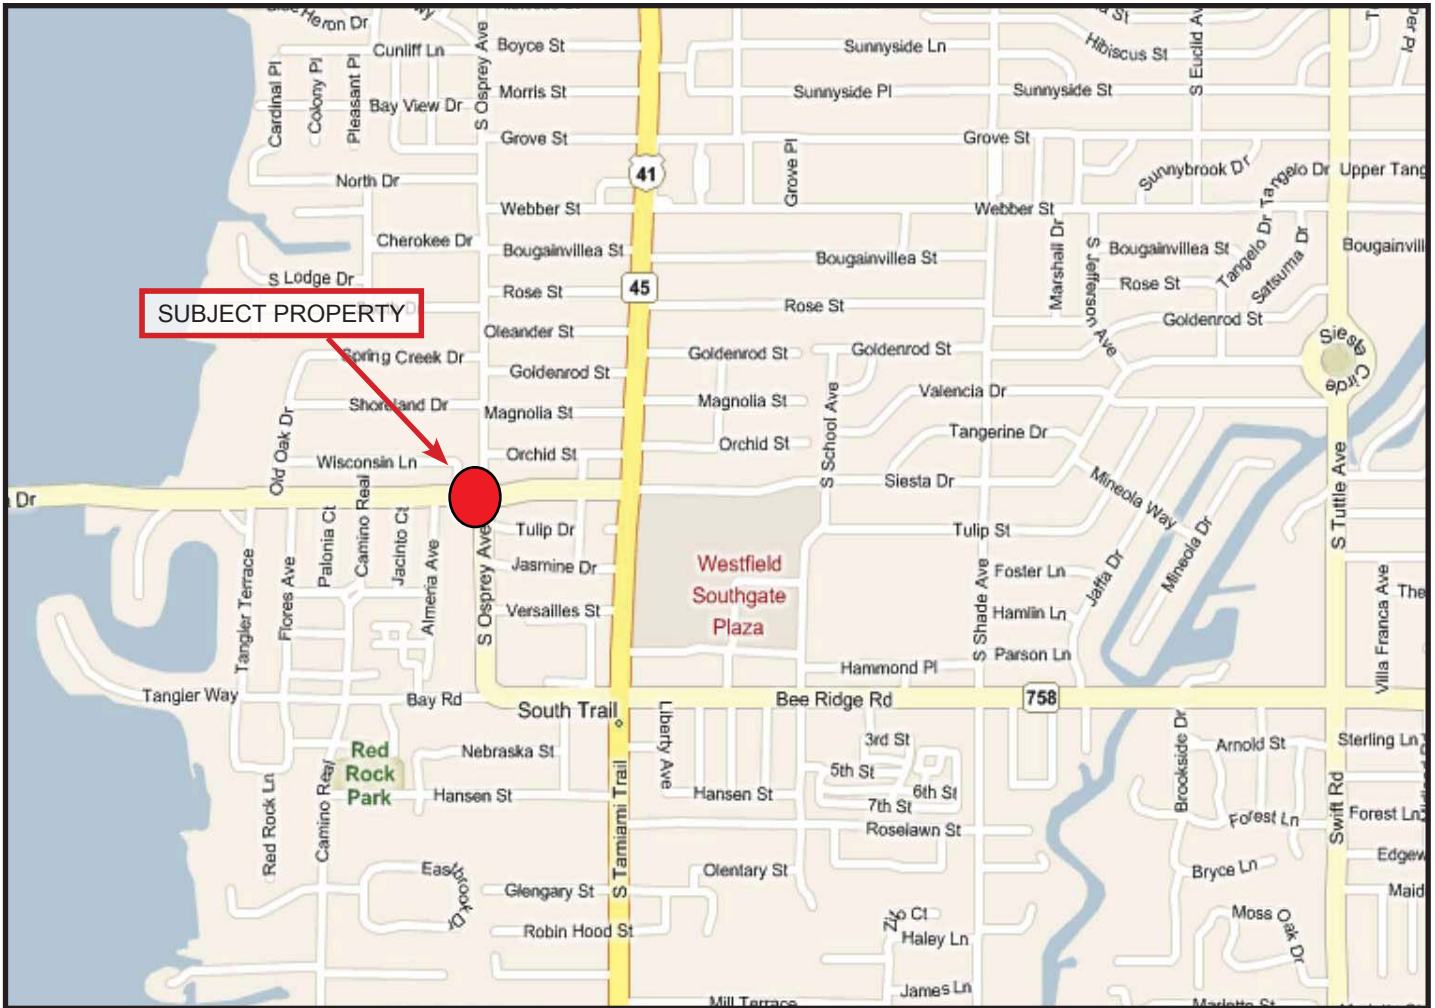 Heron Dr
Cunliff Ln
Boyce St
Sunnyside Ln
Hibiscus St
S Euclid Av
Cardinal Pl
Colony Pl
Pleasant Pl
S Osprey Ave
Bay View Dr
Morris St
Sunnyside Pl
Sunnyside St
Grove St
Grove St
41
Grove Pl
Sunnybrook Dr
Tangelo Dr
Upper Tang
North Dr
Webber St
Webber St
Cherokee Dr
Bougainvillea St
Bougainvillea St
Marshall Dr
S Jefferson Ave
Bougainvillea St
Tangelo Dr
Satsuma Dr
Bougainvill
S Lodge Dr
Rose St
45
Rose St
Rose St
SUBJECT PROPERTY
Oleander St
Goldenrod St
Siesta Circle
Spring Creek Dr
Goldenrod St
Goldenrod St
Goldenrod St
Shoreland Dr
Magnolia St
Magnolia St
S School Ave
Valencia Dr
Old Oak Dr
Orchid St
Orchid St
Tangerine Dr
Wisconsin Ln
Siesta Dr
Mineola Way
S Tuttle Ave
Dr
Palonia Ct
Camino Real
Jacinto Ct
Almeria Ave
S Osprey Ave
Tulip Dr
Tulip St
Mineola Dr
Tangler Terrace
Flores Ave
Jasmine Dr
Westfield
Southgate
Plaza
S Shade Ave
Foster Ln
Jaffa Dr
Villa Franca Ave
The
Versailles St
Hamlin Ln
Parson Ln
Hammond Pl
Tangier Way
Bay Rd
South Trail
Bee Ridge Rd
758
Liberty Ave
Red
Rock
Park
Nebraska St
3rd St
Brookside Dr
Arnold St
Sterling Ln
5th St
6th St
7th St
Hansen St
Hansen St
Red Rock Ln
Camino Real
S Tamiami Trail
Roselawn St
Forest Ln
Swift Rd
Forest Ln
Edgew
Eastbrook Dr
Olentary St
Bryce Ln
Maid
Glengary St
Zilo Ct
Moss Oak Dr
Robin Hood St
Haley Ln
James Ln
Mill Terrace